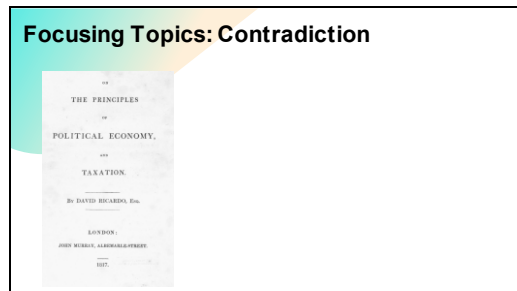 Focusing Topics: Contradiction
ON
THE PRINCIPLES
OF
POLITICAL ECONOMY,
AND
TAXATION.
BY DAVID RICARDO, ESQ.
LONDON:
JOHN MURRAY, ALBEMARLE-STREET.
1817.